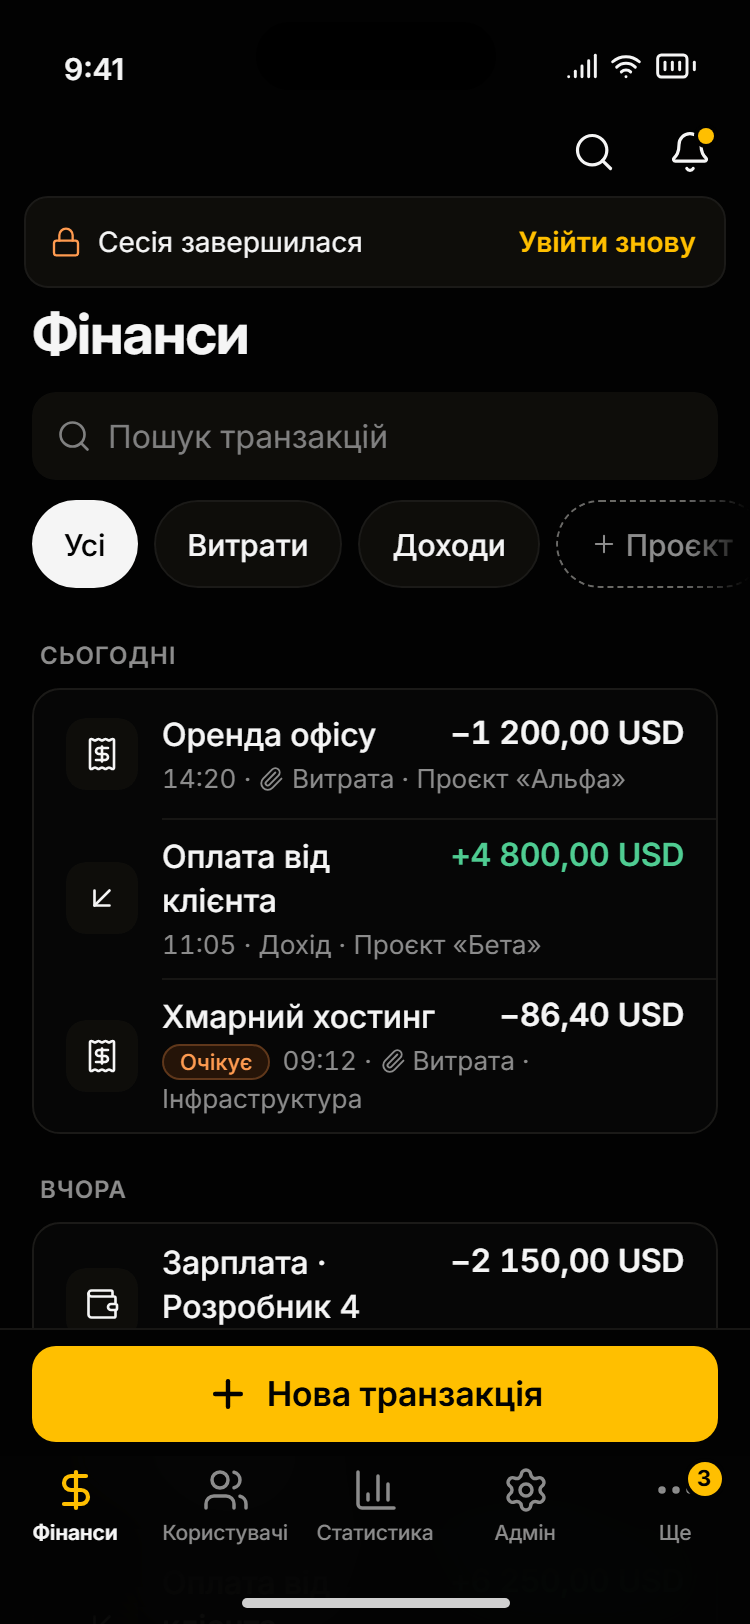 9:41
Сесія завершилася Увійти знову
Фінанси
Пошук транзакцій
Усі Витрати Доходи + Проєкт
СЬОГОДНІ
Оренда офісу −1 200,00 USD
14:20 · Витрата · Проєкт «Альфа»
Оплата від +4 800,00 USD
клієнта
11:05 · Дохід · Проєкт «Бета»
Хмарний хостинг −86,40 USD
Очікує 09:12 · Витрата ·
Інфраструктура
ВЧОРА
Зарплата · −2 150,00 USD
Розробник 4
+ Нова транзакція
3
Фінанси Користувачі Статистика Адмін Ще
Оплата від
клієнта